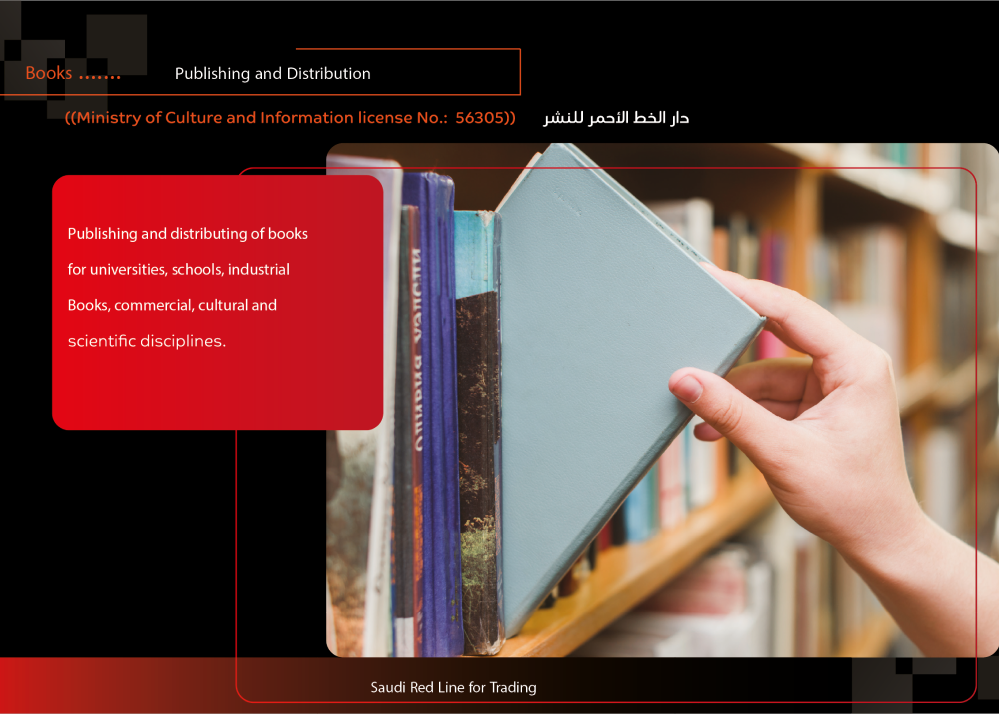 Books ....... Publishing and Distribution
((Ministry of Culture and Information license No.: 56305)) دار الخط الأحمر للنشر
Publishing and distributing of books
for universities, schools, industrial
Books, commercial, cultural and
scientific disciplines.
Saudi Red Line for Trading